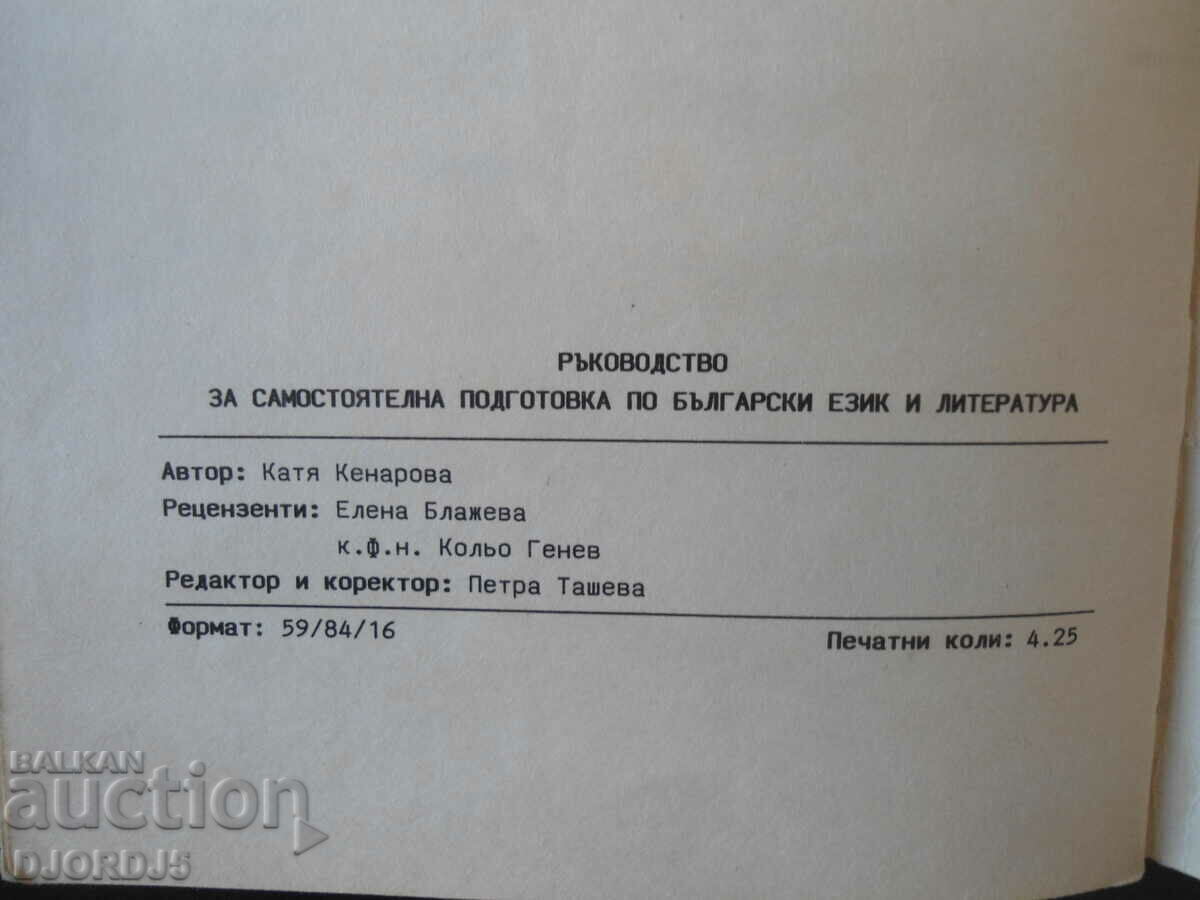 РЪКОВОДСТВО
ЗА САМОСТОЯТЕЛНА ПОДГОТОВКА ПО БЪЛГАРСКИ ЕЗИК И ЛИТЕРАТУРА
Автор: Катя Кенарова
Рецензенти: Елена Блажева
к.ф.н. Кольо Генев
Редактор и коректор: Петра Ташева
Формат: 59/84/16
Печатни коли: 4.25
BALKAN
auction
DJORDJ5